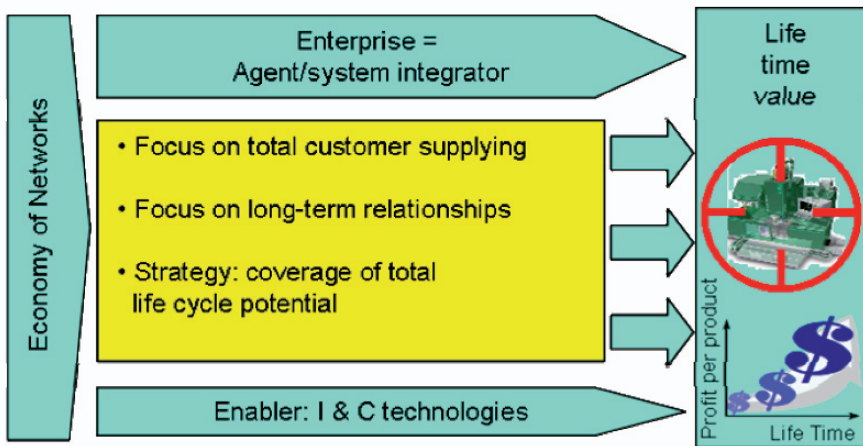 Economy of Networks
Enterprise =
Agent/system integrator
• Focus on total customer supplying
• Focus on long-term relationships
• Strategy: coverage of total
life cycle potential
Enabler: I & C technologies
Life
time
value
Profit per product
$ $ $
Life Time